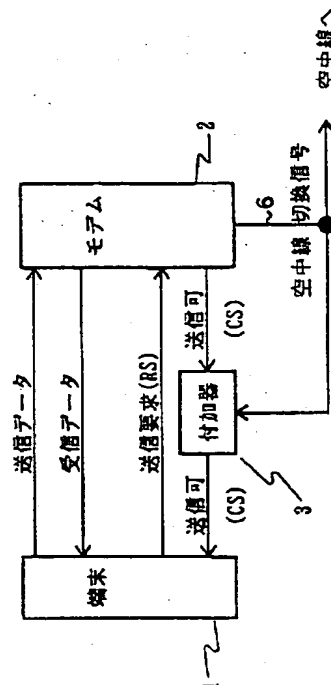 送信データ
受信データ
送信要求(RS)
送信可
(CS)
送信可
(CS)
端末
モデム
付加器
1
2
3
6
空中線
切換信号
空中線へ